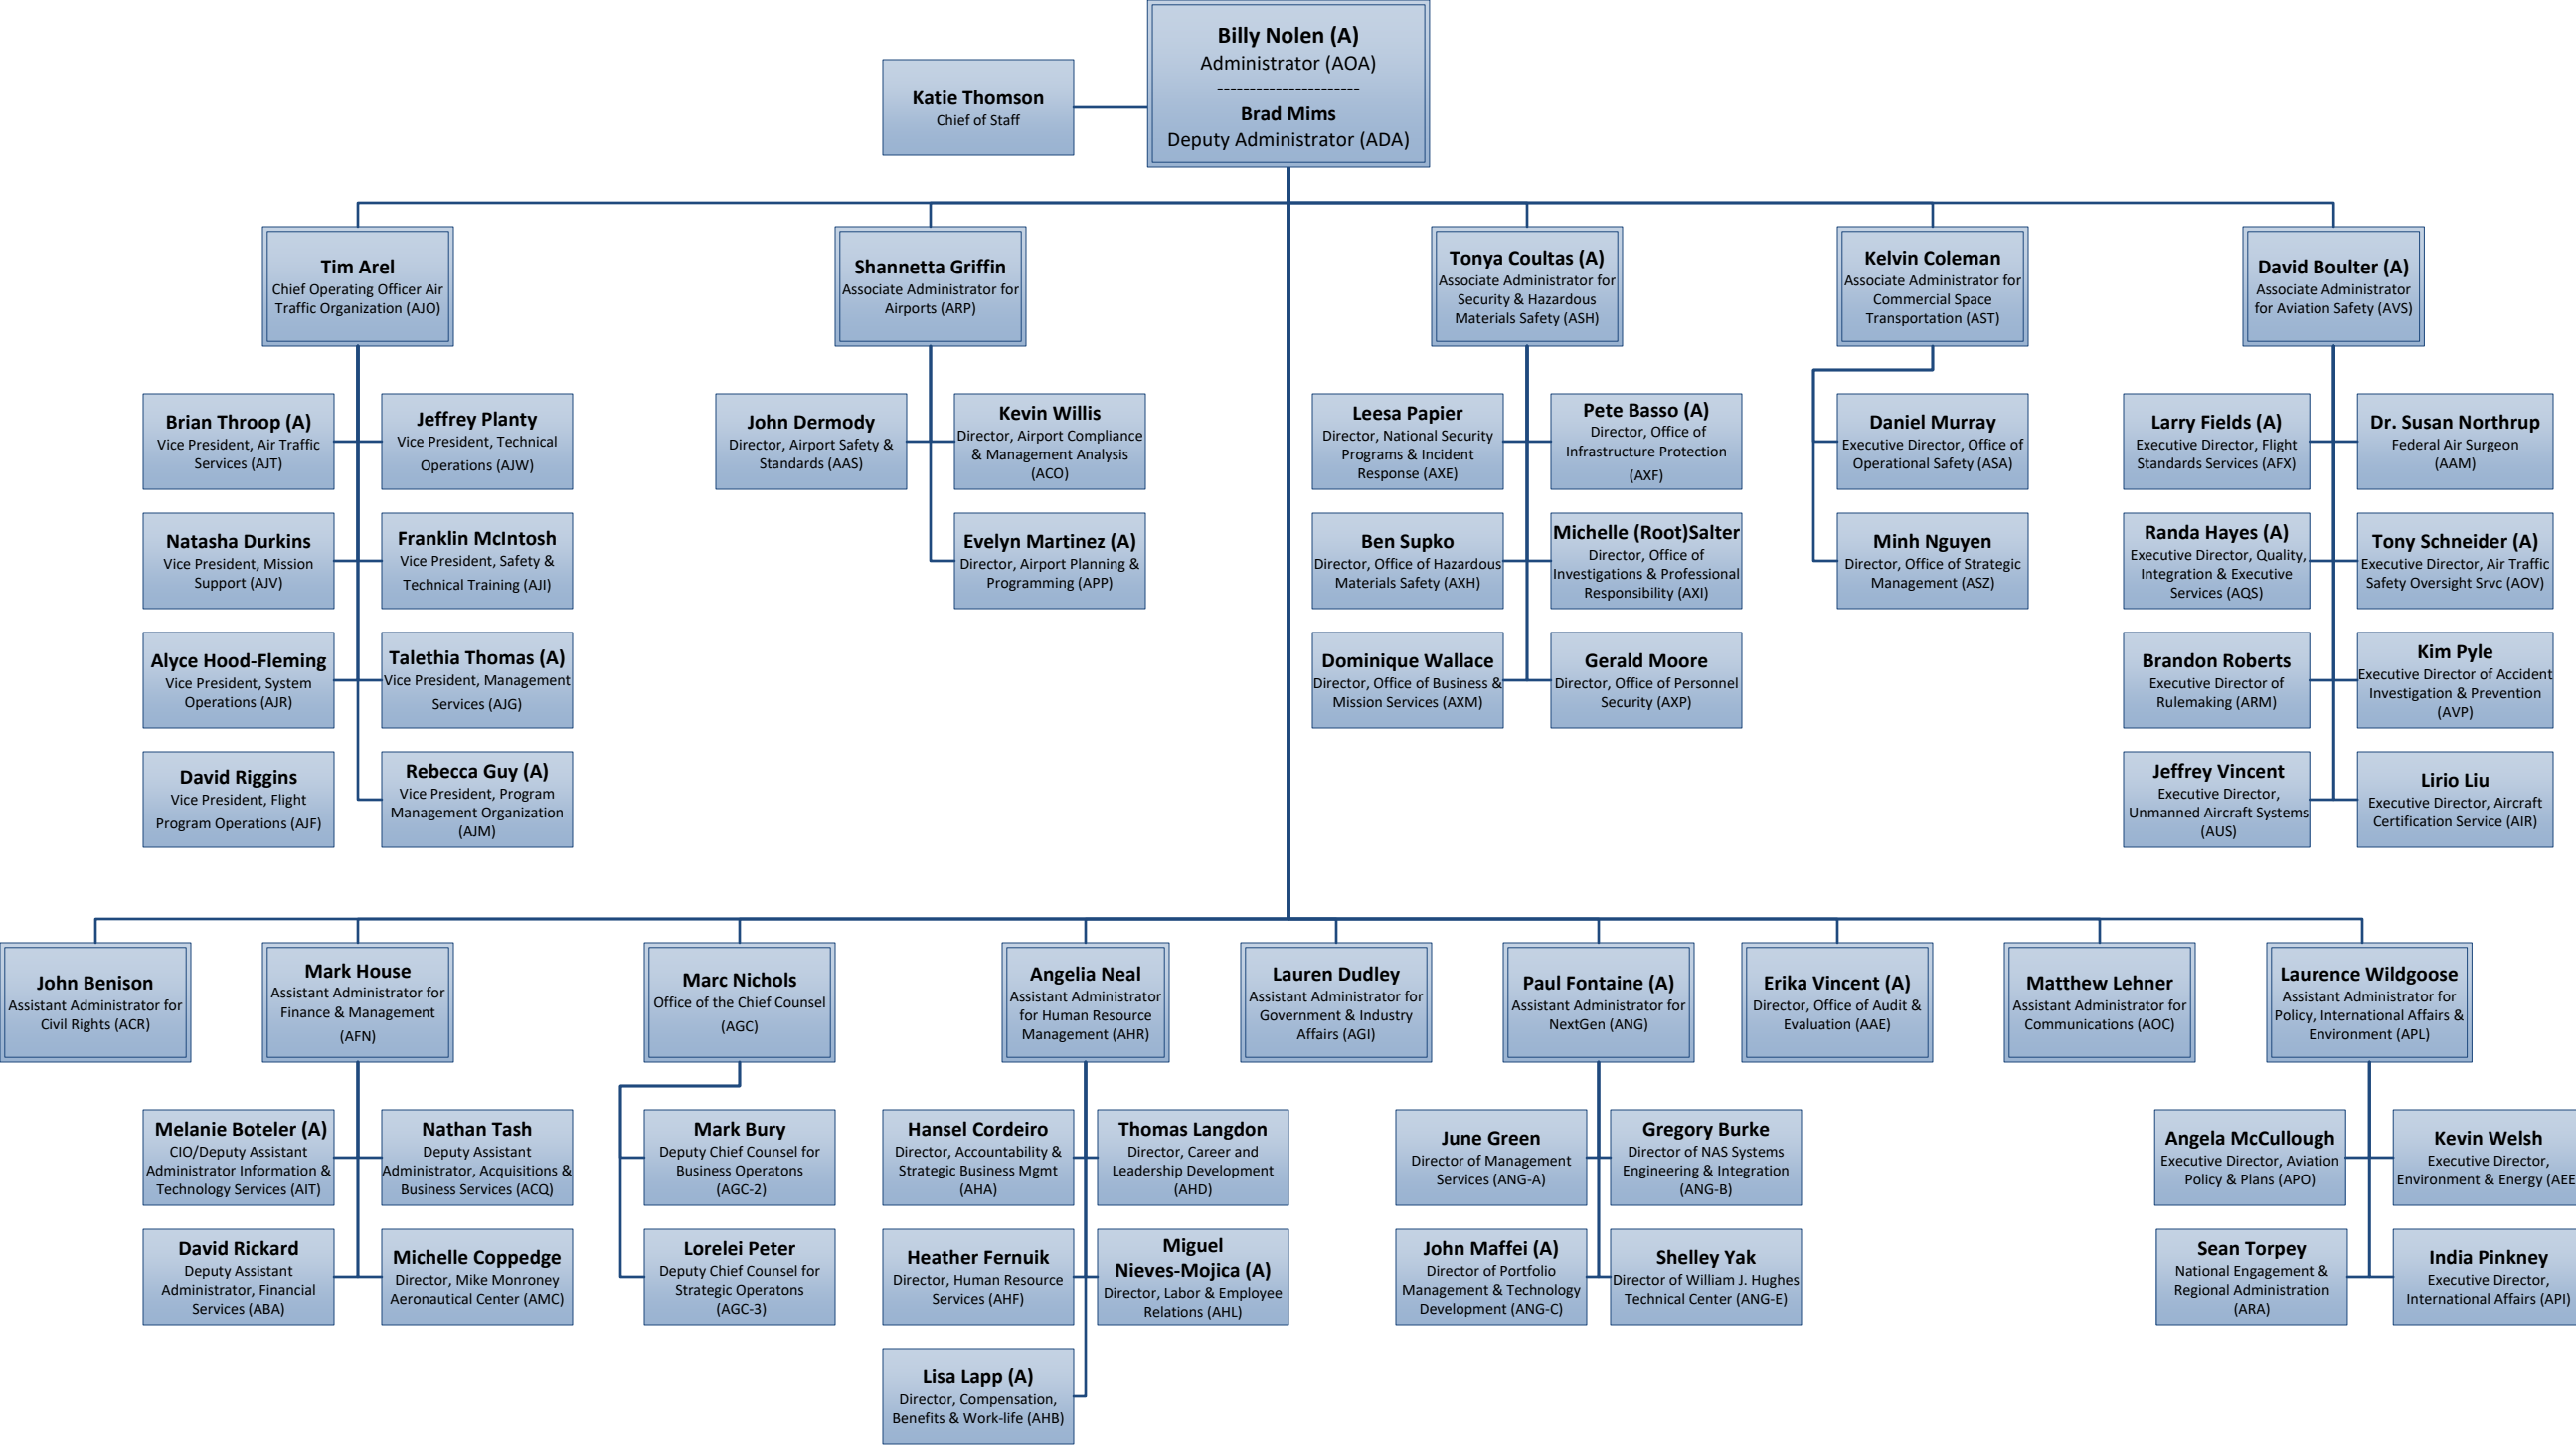 Billy Nolen (A)
Administrator (AOA)
----------------------
Brad Mims
Deputy Administrator (ADA)
Katie Thomson
Chief of Staff
Tim Arel
Chief Operating Officer Air
Traffic Organization (AJO)
Shannetta Griffin
Associate Administrator for
Airports (ARP)
Tonya Coultas (A)
Associate Administrator for
Security & Hazardous
Materials Safety (ASH)
Kelvin Coleman
Associate Administrator for
Commercial Space
Transportation (AST)
David Boulter (A)
Associate Administrator
for Aviation Safety (AVS)
Brian Throop (A)
Vice President, Air Traffic
Services (AJT)
Jeffrey Planty
Vice President, Technical
Operations (AJW)
Natasha Durkins
Vice President, Mission
Support (AJV)
Franklin McIntosh
Vice President, Safety &
Technical Training (AJI)
Alyce Hood-Fleming
Vice President, System
Operations (AJR)
Talethia Thomas (A)
Vice President, Management
Services (AJG)
David Riggins
Vice President, Flight
Program Operations (AJF)
Rebecca Guy (A)
Vice President, Program
Management Organization
(AJM)
John Dermody
Director, Airport Safety &
Standards (AAS)
Kevin Willis
Director, Airport Compliance
& Management Analysis
(ACO)
Evelyn Martinez (A)
Director, Airport Planning &
Programming (APP)
Leesa Papier
Director, National Security
Programs & Incident
Response (AXE)
Pete Basso (A)
Director, Office of
Infrastructure Protection
(AXF)
Ben Supko
Director, Office of Hazardous
Materials Safety (AXH)
Michelle (Root)Salter
Director, Office of
Investigations & Professional
Responsibility (AXI)
Dominique Wallace
Director, Office of Business &
Mission Services (AXM)
Gerald Moore
Director, Office of Personnel
Security (AXP)
Daniel Murray
Executive Director, Office of
Operational Safety (ASA)
Minh Nguyen
Director, Office of Strategic
Management (ASZ)
Larry Fields (A)
Executive Director, Flight
Standards Services (AFX)
Dr. Susan Northrup
Federal Air Surgeon
(AAM)
Randa Hayes (A)
Executive Director, Quality,
Integration & Executive
Services (AQS)
Tony Schneider (A)
Executive Director, Air Traffic
Safety Oversight Srvc (AOV)
Brandon Roberts
Executive Director of
Rulemaking (ARM)
Kim Pyle
Executive Director of Accident
Investigation & Prevention
(AVP)
Jeffrey Vincent
Executive Director,
Unmanned Aircraft Systems
(AUS)
Lirio Liu
Executive Director, Aircraft
Certification Service (AIR)
John Benison
Assistant Administrator for
Civil Rights (ACR)
Mark House
Assistant Administrator for
Finance & Management
(AFN)
Marc Nichols
Office of the Chief Counsel
(AGC)
Angelia Neal
Assistant Administrator
for Human Resource
Management (AHR)
Lauren Dudley
Assistant Administrator for
Government & Industry
Affairs (AGI)
Paul Fontaine (A)
Assistant Administrator for
NextGen (ANG)
Erika Vincent (A)
Director, Office of Audit &
Evaluation (AAE)
Matthew Lehner
Assistant Administrator for
Communications (AOC)
Laurence Wildgoose
Assistant Administrator for
Policy, International Affairs &
Environment (APL)
Melanie Boteler (A)
CIO/Deputy Assistant
Administrator Information &
Technology Services (AIT)
Nathan Tash
Deputy Assistant
Administrator, Acquisitions &
Business Services (ACQ)
David Rickard
Deputy Assistant
Administrator, Financial
Services (ABA)
Michelle Coppedge
Director, Mike Monroney
Aeronautical Center (AMC)
Mark Bury
Deputy Chief Counsel for
Business Operatons
(AGC-2)
Lorelei Peter
Deputy Chief Counsel for
Strategic Operatons
(AGC-3)
Hansel Cordeiro
Director, Accountability &
Strategic Business Mgmt
(AHA)
Thomas Langdon
Director, Career and
Leadership Development
(AHD)
Heather Fernuik
Director, Human Resource
Services (AHF)
Miguel
Nieves-Mojica (A)
Director, Labor & Employee
Relations (AHL)
Lisa Lapp (A)
Director, Compensation,
Benefits & Work-life (AHB)
June Green
Director of Management
Services (ANG-A)
Gregory Burke
Director of NAS Systems
Engineering & Integration
(ANG-B)
John Maffei (A)
Director of Portfolio
Management & Technology
Development (ANG-C)
Shelley Yak
Director of William J. Hughes
Technical Center (ANG-E)
Angela McCullough
Executive Director, Aviation
Policy & Plans (APO)
Kevin Welsh
Executive Director,
Environment & Energy (AEE
Sean Torpey
National Engagement &
Regional Administration
(ARA)
India Pinkney
Executive Director,
International Affairs (API)